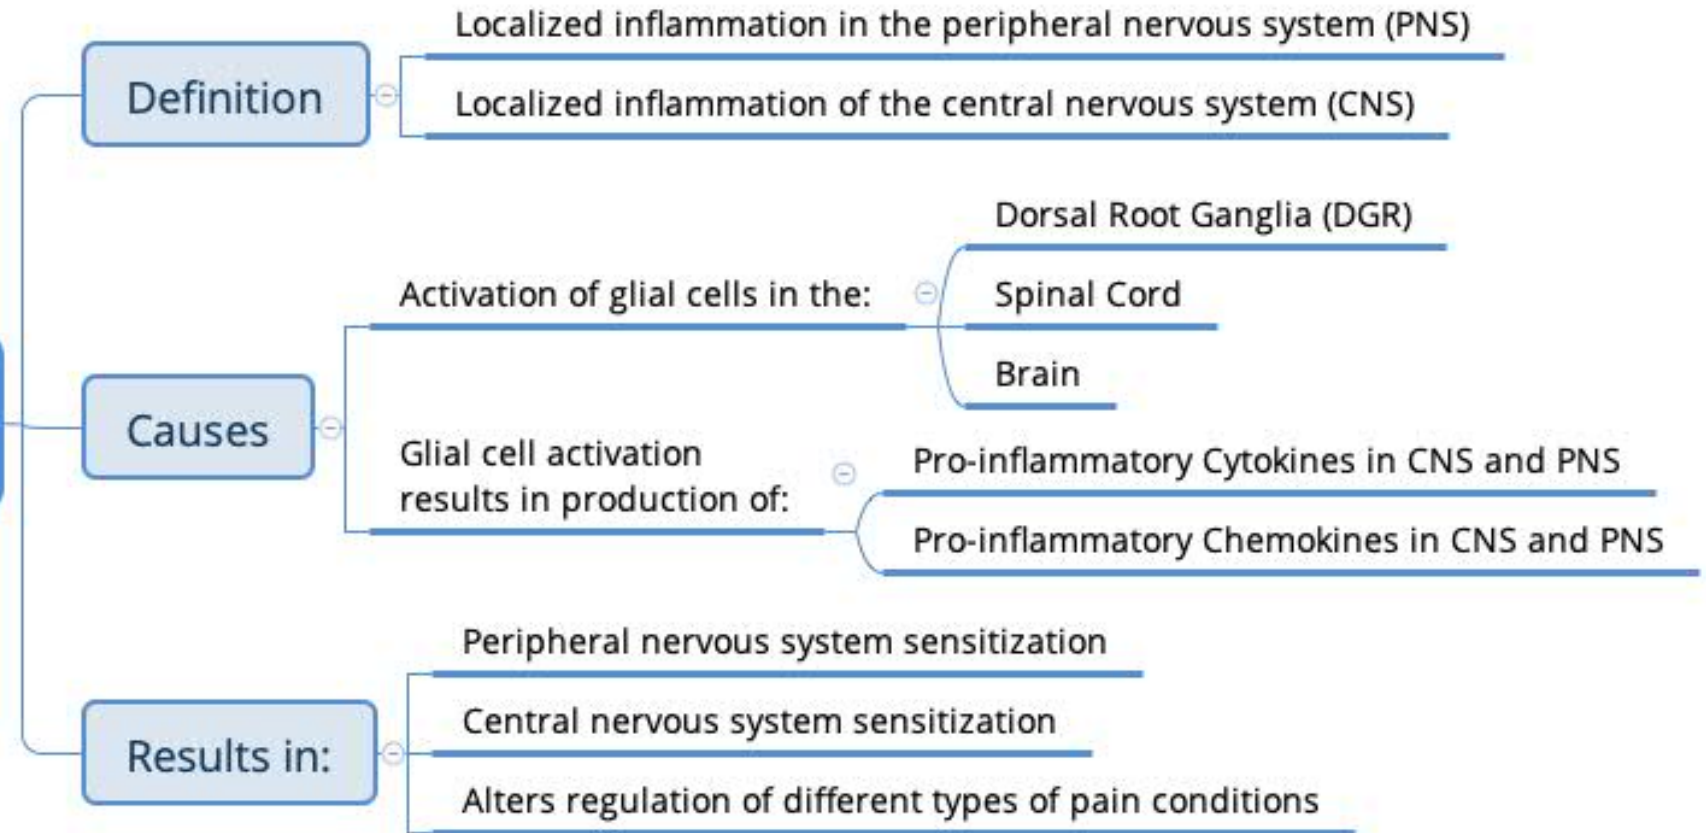 Definition
Localized inflammation in the peripheral nervous system (PNS)
Localized inflammation of the central nervous system (CNS)
Causes
Activation of glial cells in the:
Dorsal Root Ganglia (DGR)
Spinal Cord
Brain
Glial cell activation
results in production of:
Pro-inflammatory Cytokines in CNS and PNS
Pro-inflammatory Chemokines in CNS and PNS
Results in:
Peripheral nervous system sensitization
Central nervous system sensitization
Alters regulation of different types of pain conditions